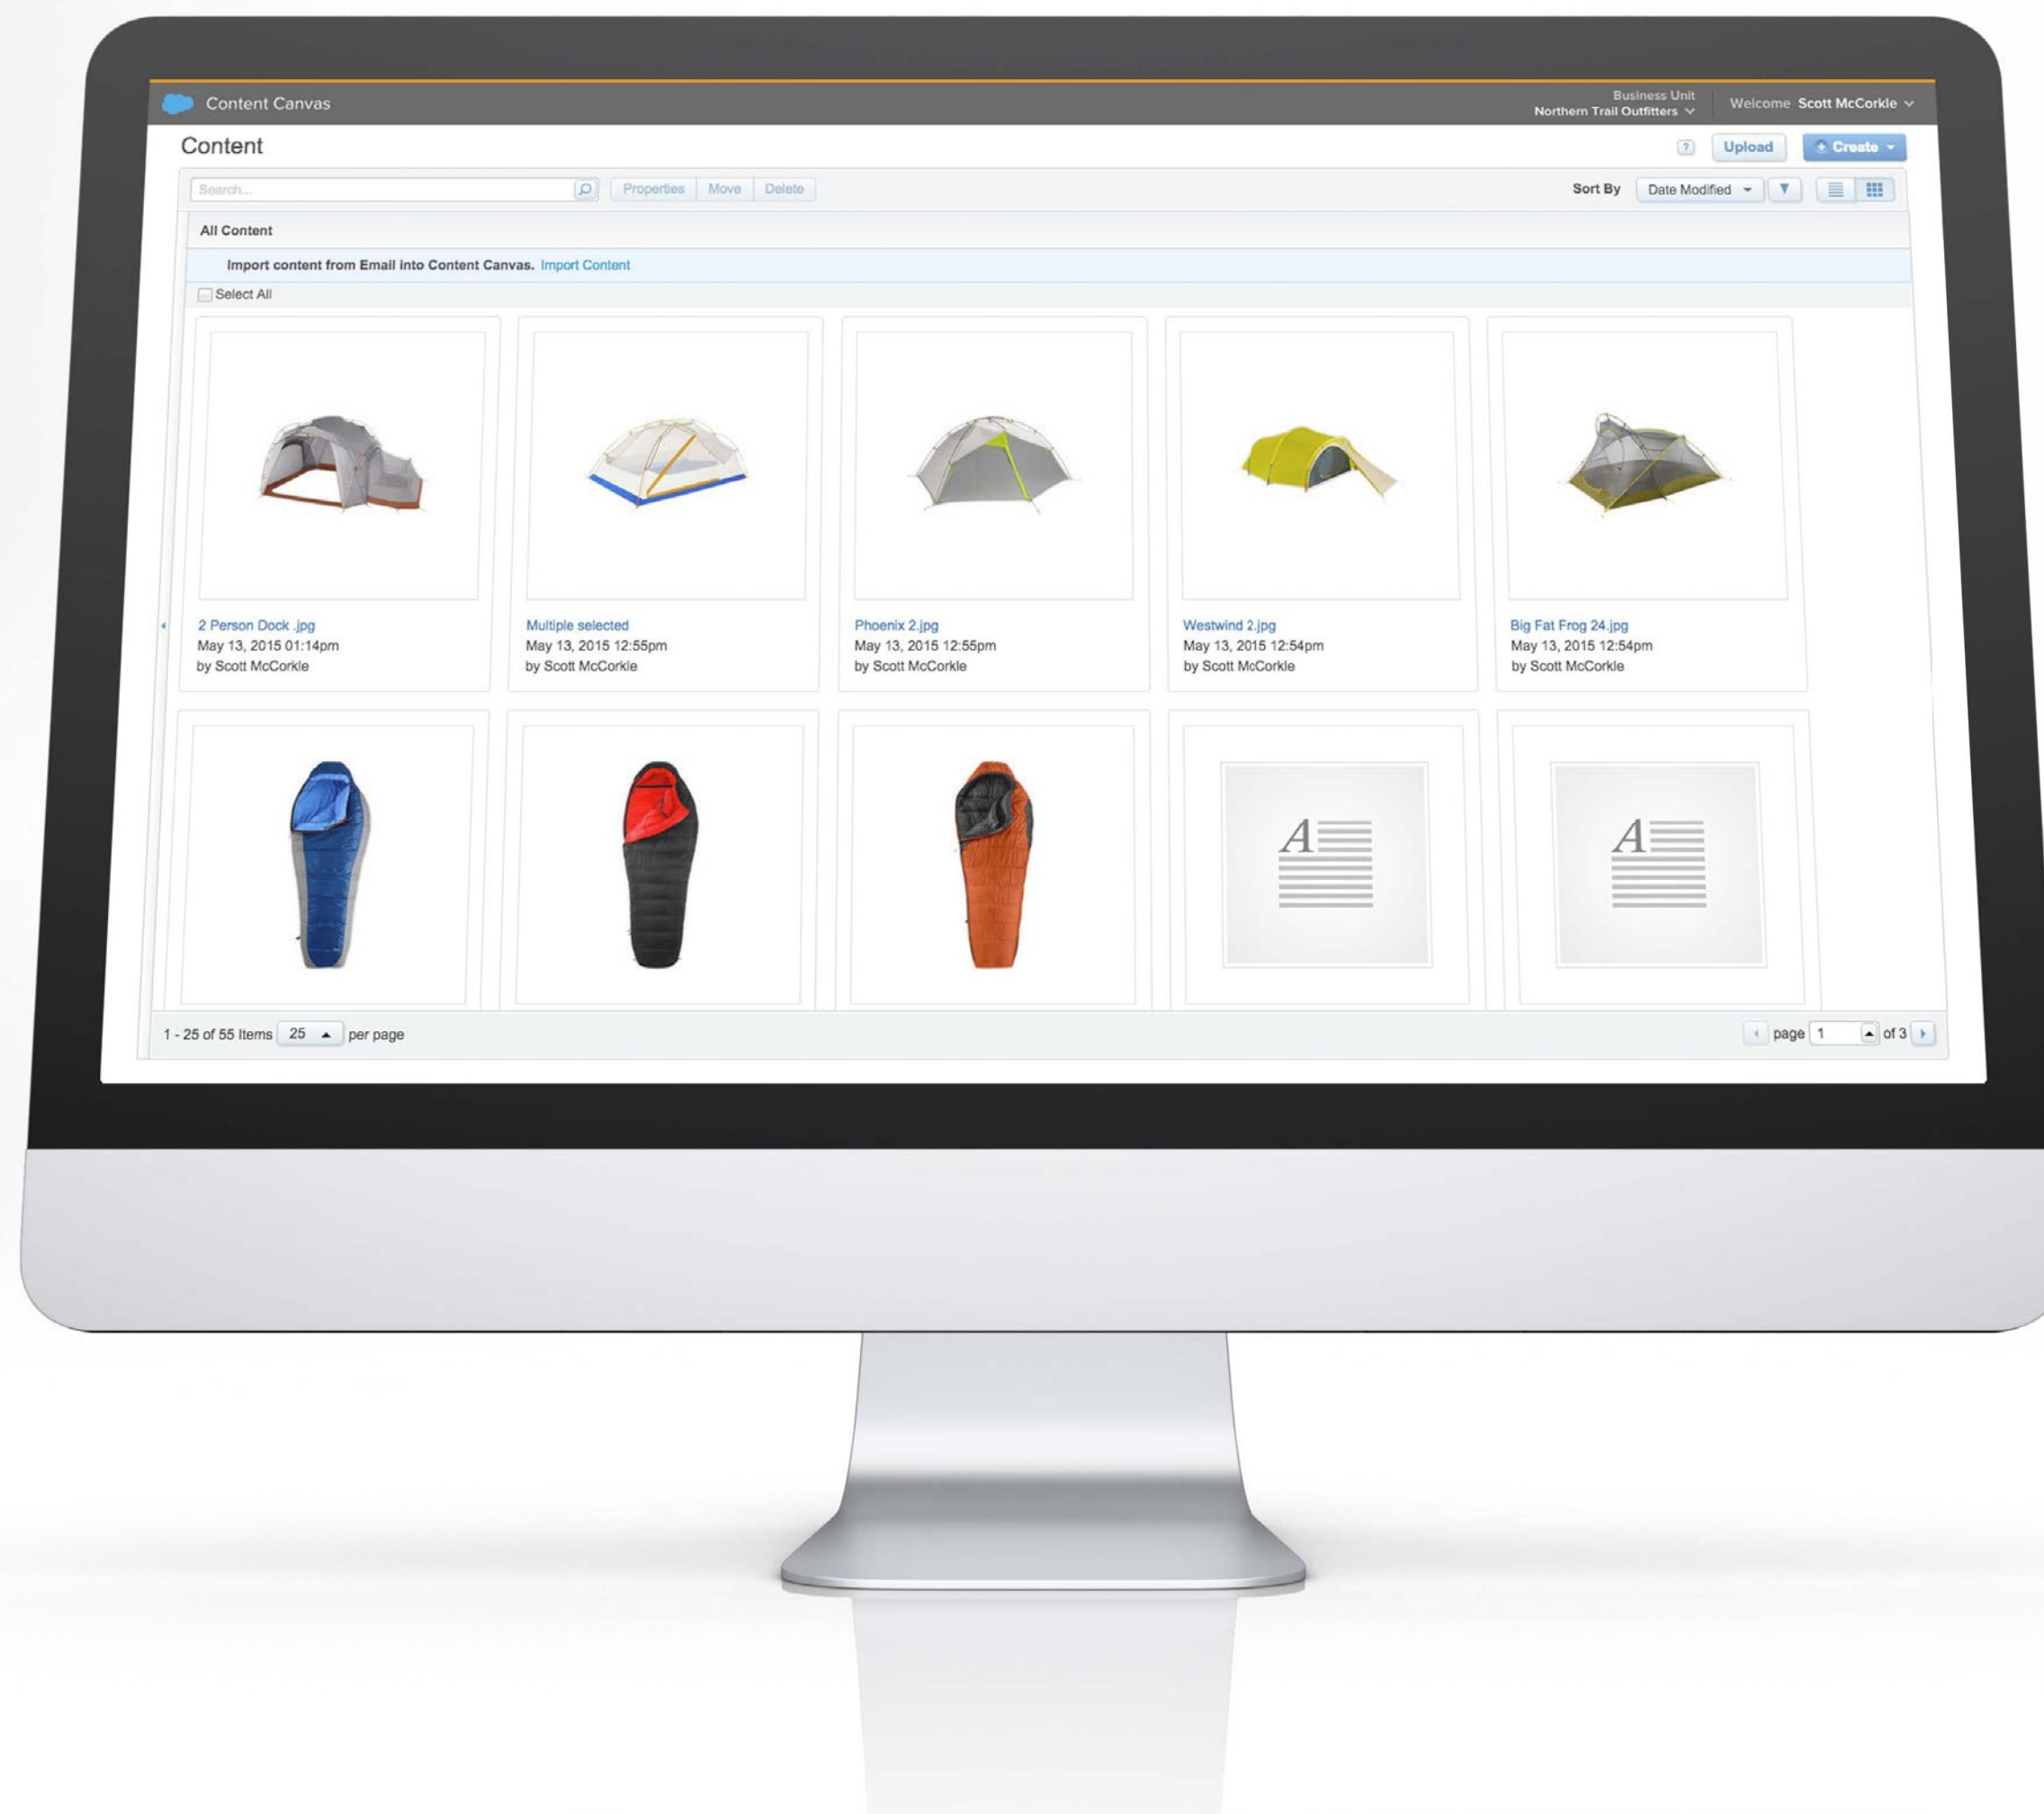 Content Canvas
Business Unit
Northern Trail Outfitters
Welcome Scott McCorkle
Content
?
Upload
+ Create
Search...
Properties
Move
Delete
Sort By
Date Modified
All Content
Import content from Email into Content Canvas. Import Content
Select All
2 Person Dock .jpg
May 13, 2015 01:14pm
by Scott McCorkle
Multiple selected
May 13, 2015 12:55pm
by Scott McCorkle
Phoenix 2.jpg
May 13, 2015 12:55pm
by Scott McCorkle
Westwind 2.jpg
May 13, 2015 12:54pm
by Scott McCorkle
Big Fat Frog 24.jpg
May 13, 2015 12:54pm
by Scott McCorkle
A
A
1 - 25 of 55 Items 25 per page
page 1 of 3